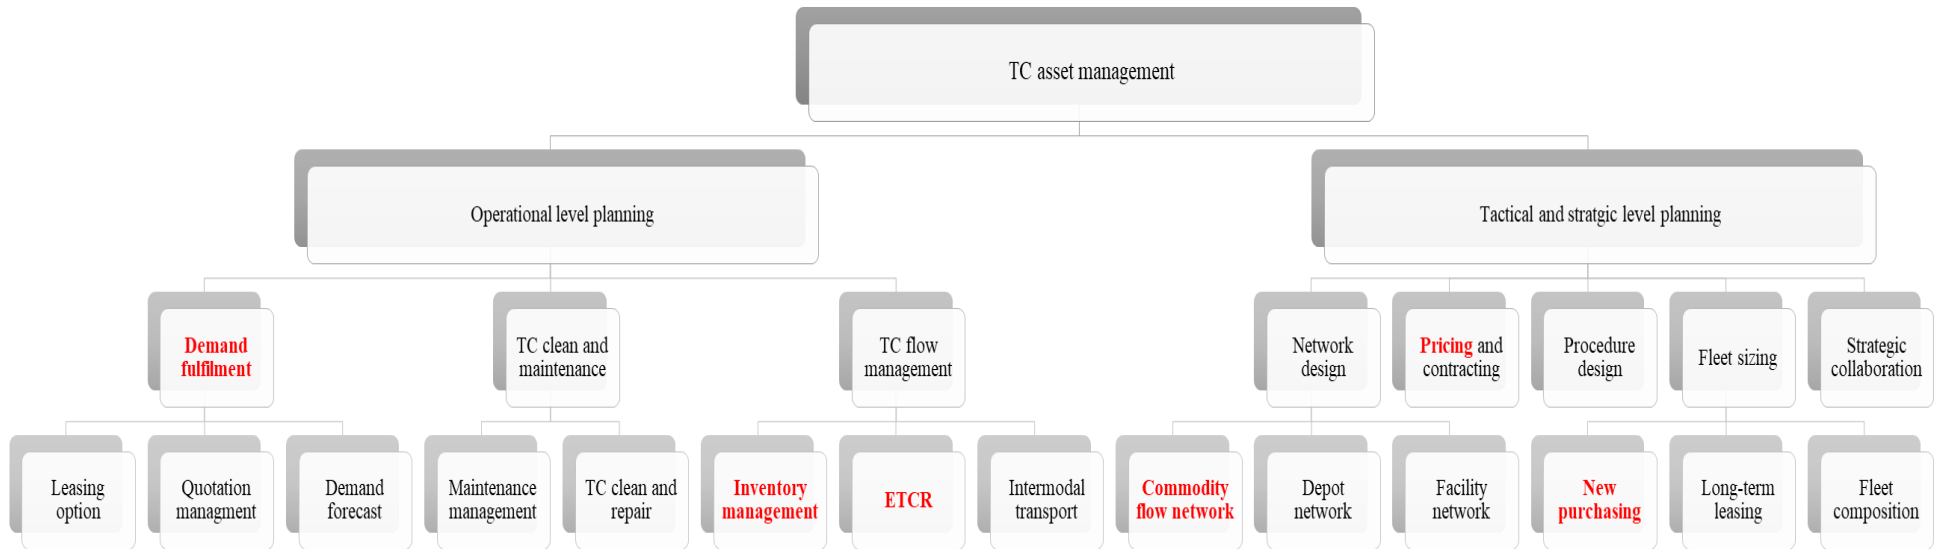 TC asset management
Operational level planning
Tactical and stratgic level planning
Demand
fulfilment
TC clean and
maintenance
TC flow
management
Network
design
Pricing and
contracting
Procedure
design
Fleet sizing
Strategic
collaboration
Leasing
option
Quotation
managment
Demand
forecast
Maintenance
management
TC clean and
repair
Inventory
management
ETCR
Intermodal
transport
Commodity
flow network
Depot
network
Facility
network
New
purchasing
Long-term
leasing
Fleet
composition